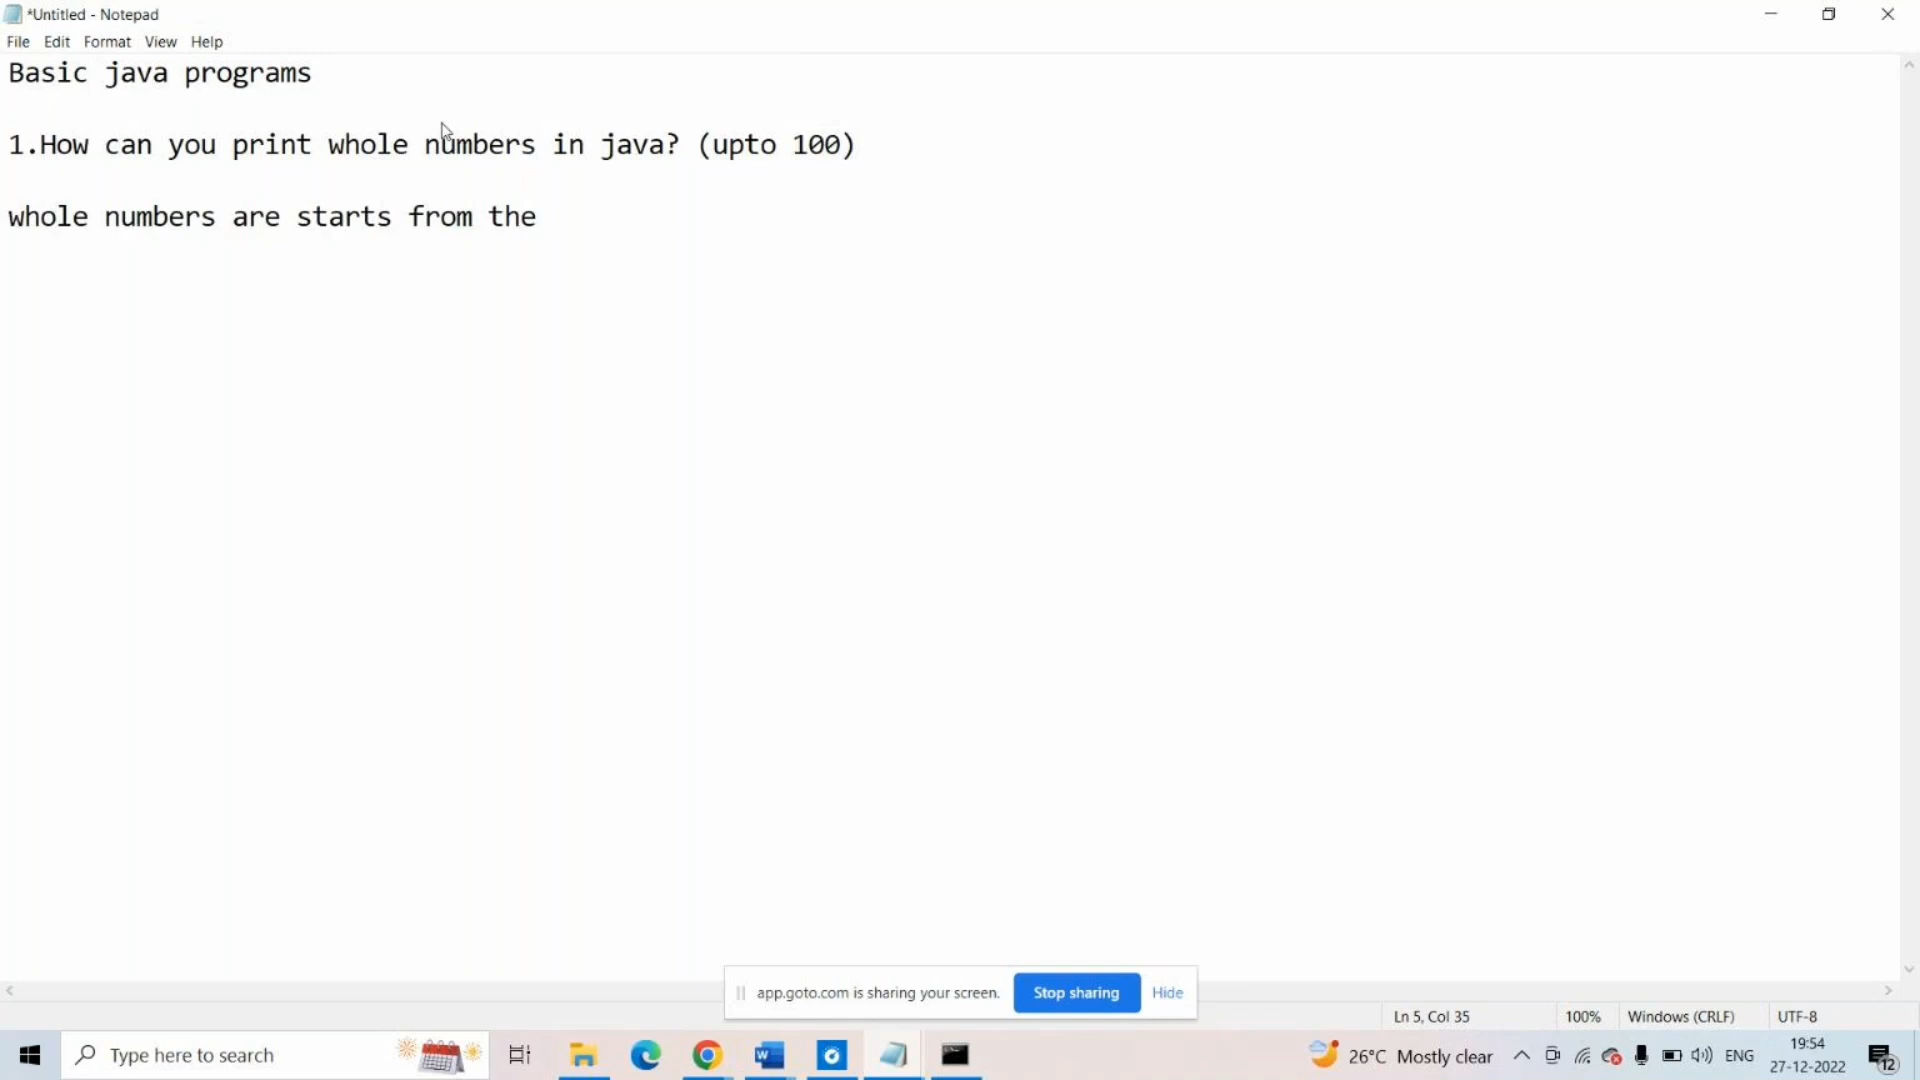 *Untitled - Notepad
File Edit Format View Help
Basic java programs
1.How can you print whole numbers in java? (upto 100)
whole numbers are starts from the
app.goto.com is sharing your screen. Stop sharing Hide
Ln 5, Col 35 100% Windows (CRLF) UTF-8
Type here to search 26°C Mostly clear ENG 19:54
27-12-2022 12